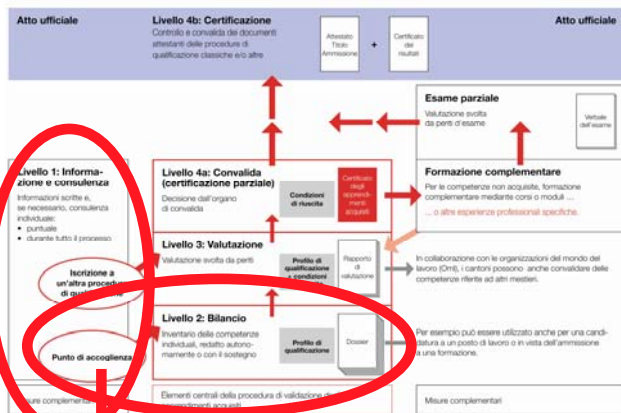 Atto ufficiale
Livello 4b: Certificazione
Controllo e convalida dei documenti
attestanti delle procedure di
qualificazione classiche e/o altre
Attestato
Titolo
Ammissione
+
Certificato
dei
risultati
Atto ufficiale
Esame parziale
Valutazione svolta
da periti d'esame
Verbale
dell'esame
Livello 1: Informa-
zione e consulenza
Informazioni scritte e,
se necessario, consulenza
individuale:
• puntuale
• durante tutto il processo
Iscrizione a
un'altra procedura
di qualificazione
Punto di accoglienza
Livello 4a: Convalida
(certificazione parziale)
Decisione dall'organo
di convalida
Condizioni
di riuscita
Certificato
degli
apprendi
menti
acquisiti
Formazione complementare
Per le competenze non acquisite, formazione
complementare mediante corsi o moduli ...
... o altre esperienze professionali specifiche.
Livello 3: Valutazione
Valutazione svolta da periti
Profilo di
qualificazione
+ condizioni
Rapporto
di
valutazione
In collaborazione con le organizzazioni del mondo del
lavoro (Oml), i cantoni possono anche convalidare delle
competenze riferite ad altri mestieri.
Livello 2: Bilancio
Inventario delle competenze
individuali, redatto autono-
mamente o con il sostegno
Profilo di
qualificazione
Dossier
Per esempio può essere utilizzato anche per una candi-
datura a un posto di lavoro o in vista dell'ammissione
a una formazione.
Misure complementari
Elementi centrali della procedura di validazione
apprendimenti acquisiti
Misure complementari